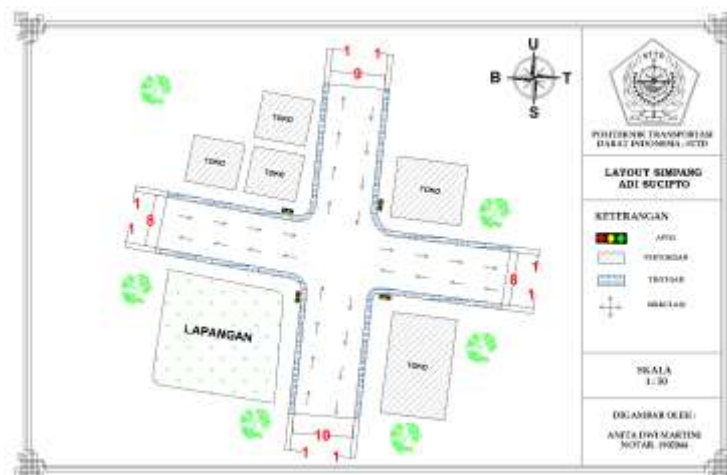 U
B T
S
1 1
9
TOKO
TOKO
TOKO
TOKO
1
8
1
1
8
1
LAPANGAN
TOKO
10
1 1
POLITEKNIK TRANSPORTASI
DARAT INDONESIA - STTD
LAYOUT SIMPANG
ADI SUCIPTO
KETERANGAN
APILL
TROTOAR
SKALA
1 : 50
DIGAMBAR OLEH :
ANITA DWI MARTINI
NOTAR.